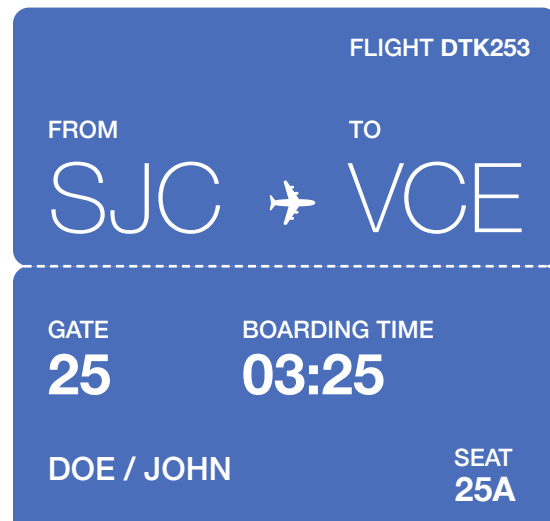 FLIGHT DTK253
FROM TO
SJC VCE
GATE BOARDING TIME
25 03:25
DOE / JOHN
SEAT
25A